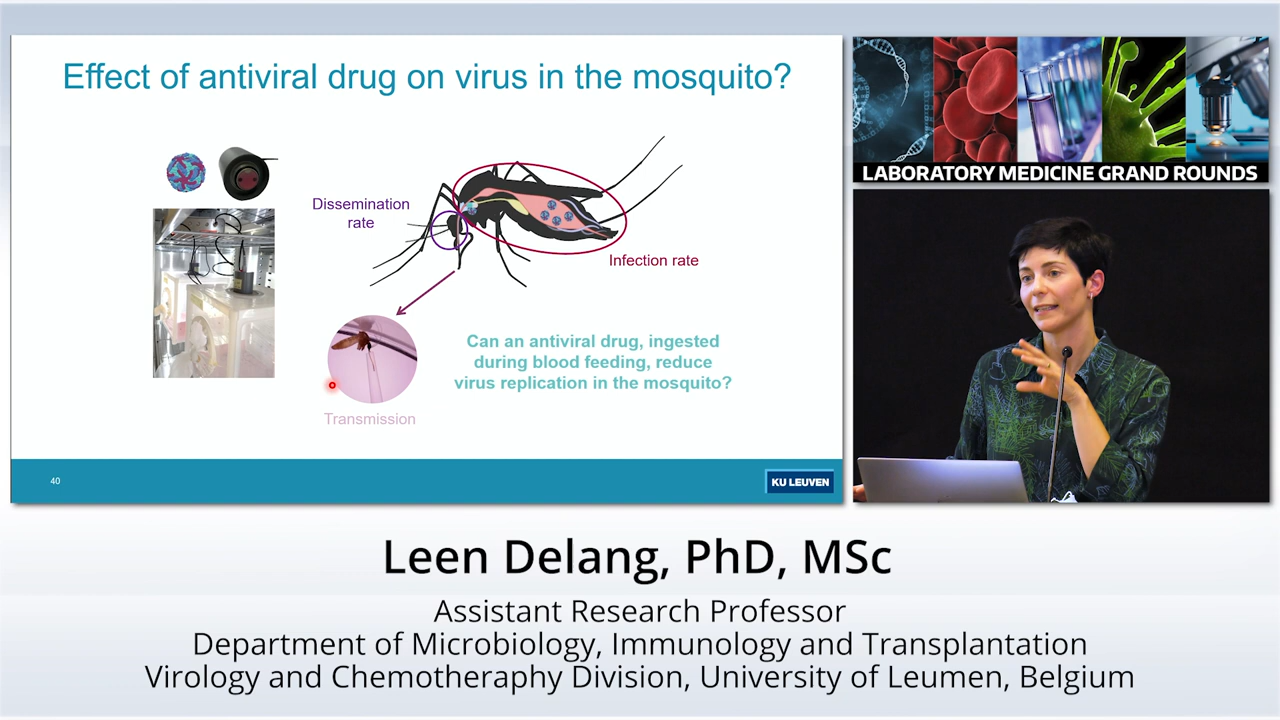 Effect of antiviral drug on virus in the mosquito?
Dissemination
rate
Infection rate
Can an antiviral drug, ingested
during blood feeding, reduce
virus replication in the mosquito?
Transmission
40
KU LEUVEN
LABORATORY MEDICINE GRAND ROUNDS
Leen Delang, PhD, MSc
Assistant Research Professor
Department of Microbiology, Immunology and Transplantation
Virology and Chemotheraphy Division, University of Leumen, Belgium